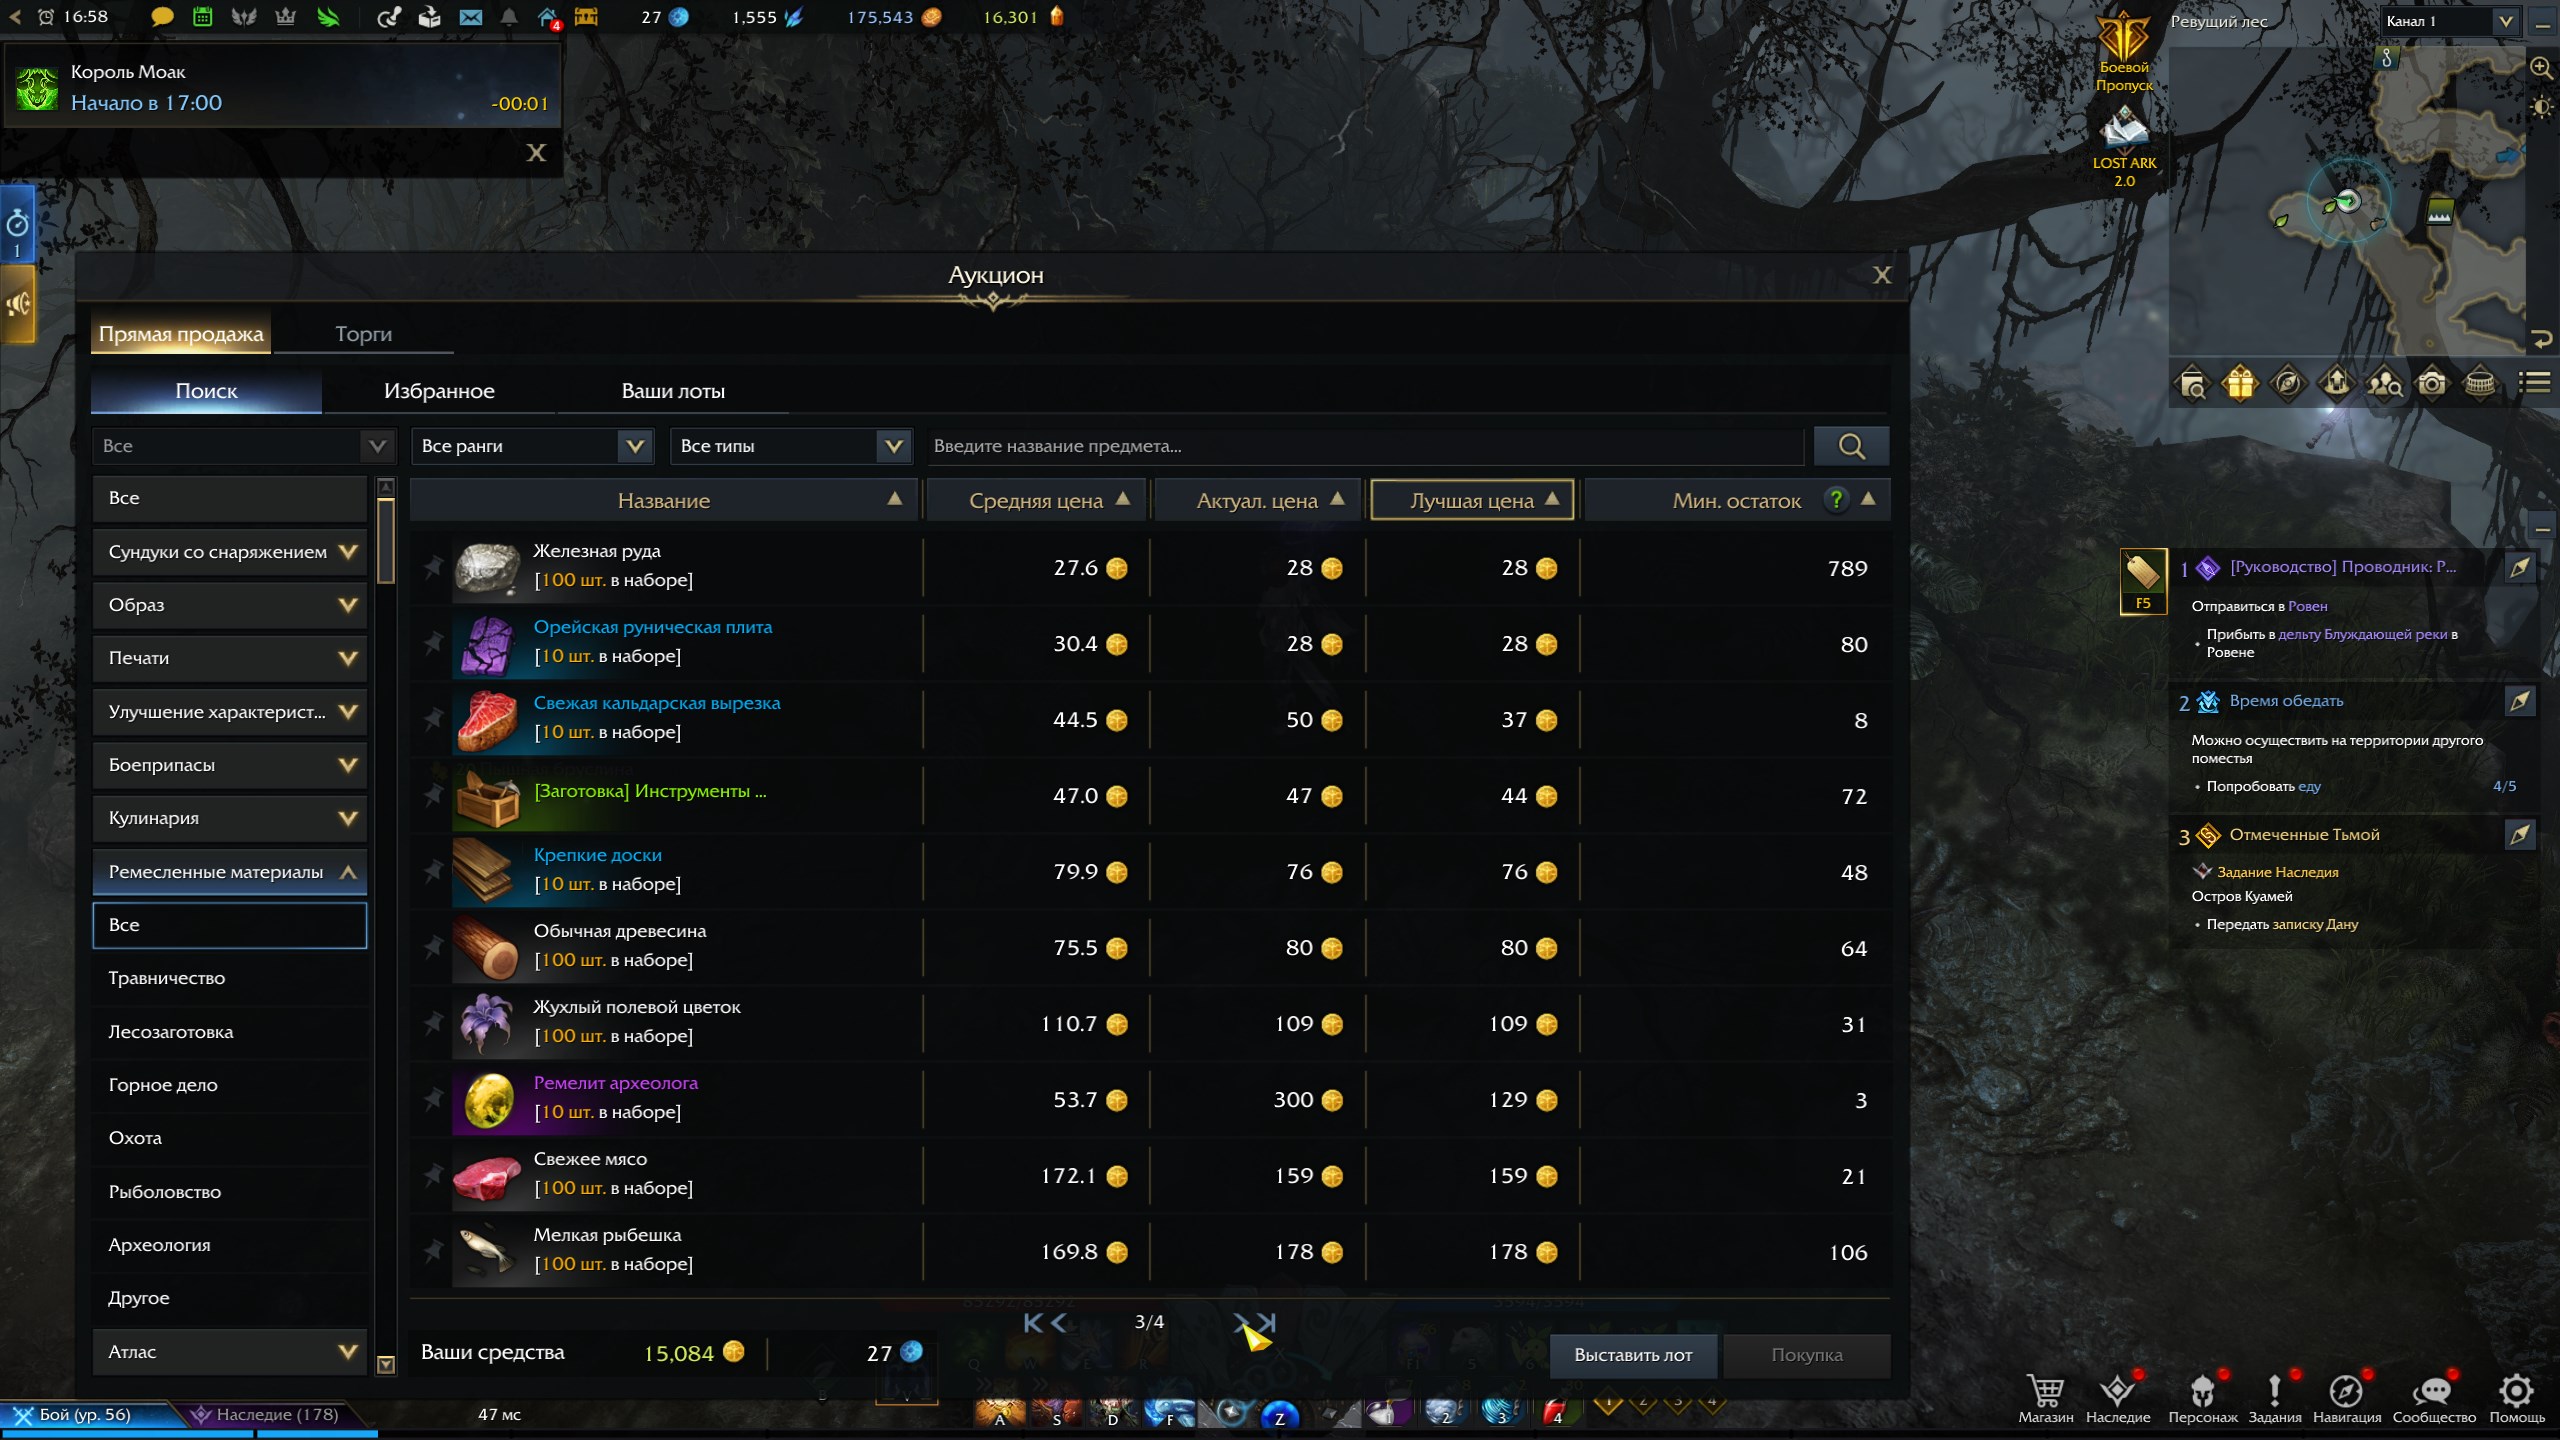 16:58
4
27
1,555
175,543
16,301
Король Моак
Начало в 17:00
-00:01
X
1
Боевой
Пропуск
LOST ARK
2.0
Ревущий лес
Канал 1
Аукцион
X
Прямая продажа
Торги
Поиск
Избранное
Ваши лоты
Все
Все ранги
Все типы
Введите название предмета...
Все
Сундуки со снаряжением
Образ
Печати
Улучшение характерист...
Боеприпасы
Кулинария
Ремесленные материалы
Все
Травничество
Лесозаготовка
Горное дело
Охота
Рыболовство
Археология
Другое
Атлас
Название
Средняя цена
Актуал. цена
Лучшая цена
Мин. остаток ?
Железная руда
[100 шт. в наборе]
27.6
28
28
789
Орейская руническая плита
[10 шт. в наборе]
30.4
28
28
80
Свежая кальдарская вырезка
[10 шт. в наборе]
44.5
50
37
8
[Заготовка] Инструменты ...
47.0
47
44
72
Крепкие доски
[10 шт. в наборе]
79.9
76
76
48
Обычная древесина
[100 шт. в наборе]
75.5
80
80
64
Жухлый полевой цветок
[100 шт. в наборе]
110.7
109
109
31
Ремелит археолога
[10 шт. в наборе]
53.7
300
129
3
Свежее мясо
[100 шт. в наборе]
172.1
159
159
21
Мелкая рыбешка
[100 шт. в наборе]
169.8
178
178
106
3/4
Ваши средства
15,084
27
Выставить лот
Покупка
F5
1 [Руководство] Проводник: Р...
Отправиться в Ровен
• Прибыть в дельту Блуждающей реки в
Ровене
2 Время обедать
Можно осуществить на территории другого
поместья
• Попробовать еду 4/5
3 Отмеченные Тьмой
Задание Наследия
Остров Куамей
• Передать записку Дану
Бой (ур. 56)
Наследие (178)
47 мс
A
S
D
F
Z
1
2
3
4
1
2
3
4
Магазин
Наследие
Персонаж
Задания
Навигация
Сообщество
Помощь